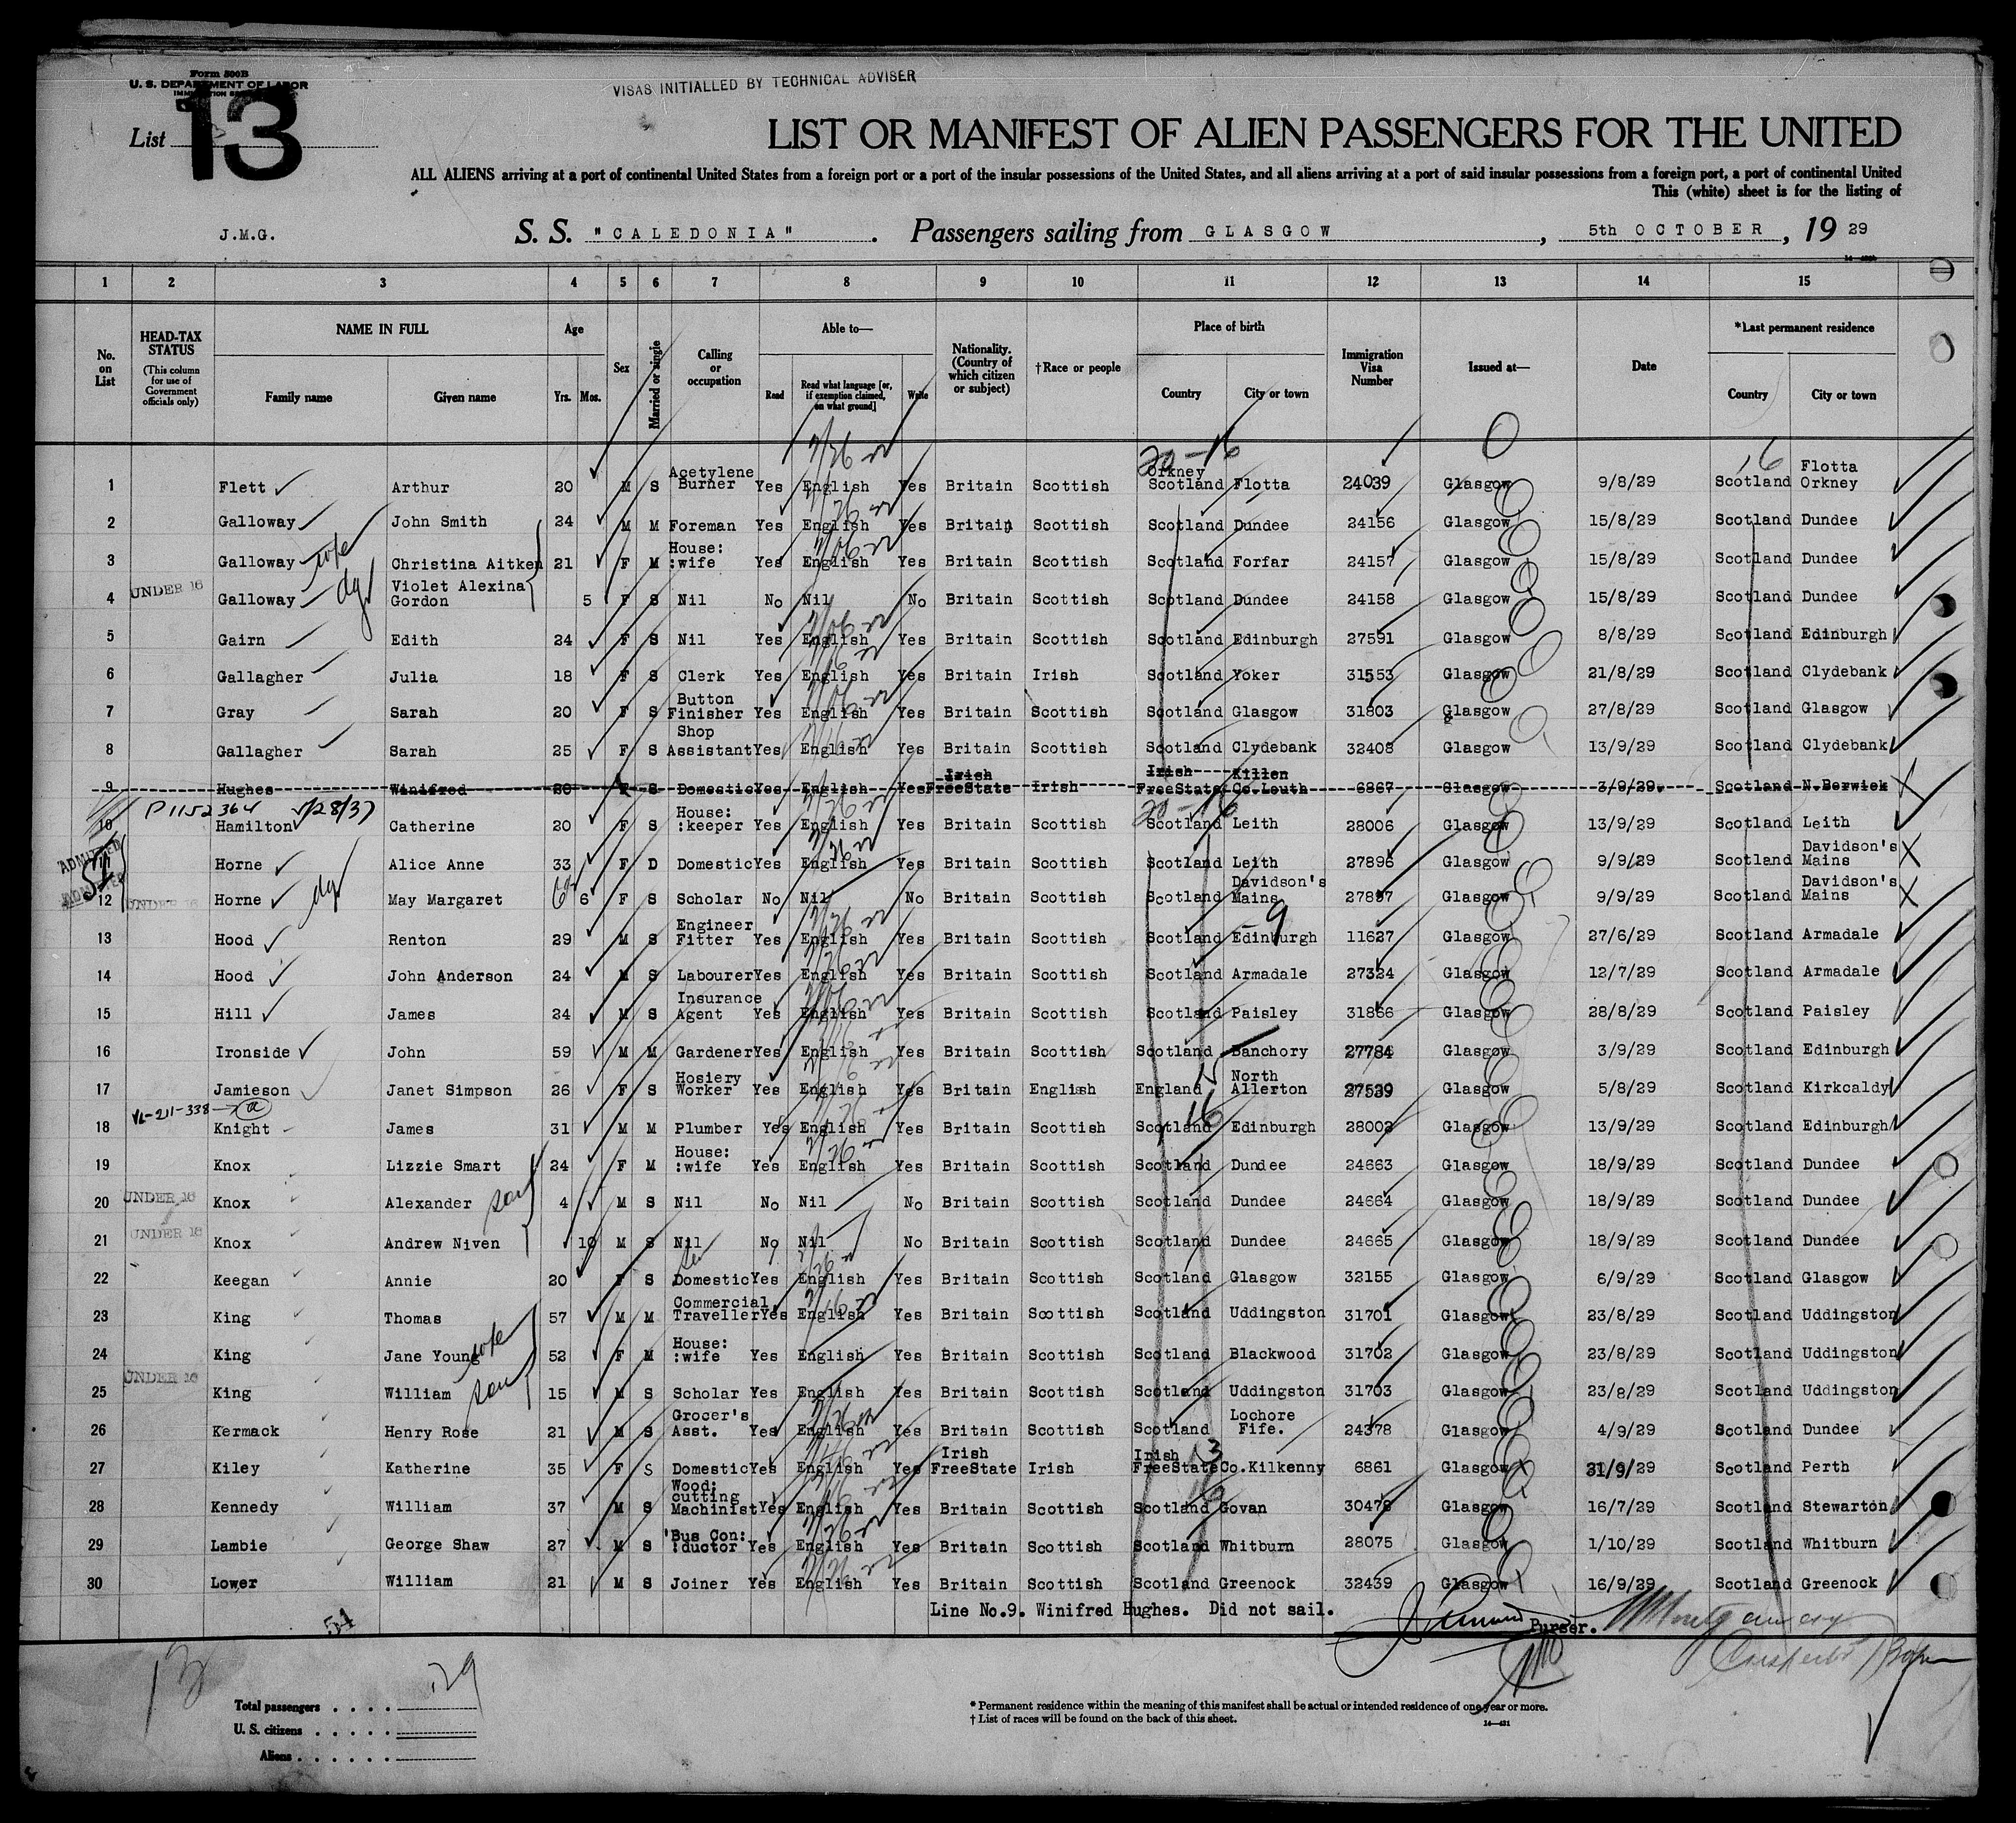 Form 500B
U. S. DEPARTMENT OF LABOR
List 13
VISAS INITIALLED BY TECHNICAL ADVISER
LIST OR MANIFEST OF ALIEN PASSENGERS FOR THE UNITED
ALL ALIENS arriving at a port of continental United States from a foreign port or a port of the insular possessions of the United States, and all aliens arriving at a port of said insular possessions from a foreign port, a port of continental United
This (white) sheet is for the listing of
J.M.G. S. S. "CALEDONIA". Passengers sailing from GLASGOW, 5th OCTOBER, 19 29
1 2 3 4 5 6 7 8 9 10 11 12 13 14 15
No. on List HEAD-TAX STATUS (This column for use of Government officials only) NAME IN FULL Family name Given name Age Yrs. Mos. Sex Married or single Calling or occupation Able to— Read Read what language [or, if exemption claimed, on what ground] Write Nationality. (Country of which citizen or subject) †Race or people Place of birth Country City or town Immigration Visa Number Issued at— Date *Last permanent residence Country City or town
1 Flett Arthur 20 M S Acetylene Burner Yes English Yes Britain Scottish Orkney Scotland Flotta 24039 Glasgow 9/8/29 Scotland Flotta Orkney
2 Galloway John Smith 24 M M Foreman Yes English Yes Britain Scottish Scotland Dundee 24156 Glasgow 15/8/29 Scotland Dundee
3 Galloway wife Christina Aitken 21 F M House: :wife Yes English Yes Britain Scottish Scotland Forfar 24157 Glasgow 15/8/29 Scotland Dundee
4 UNDER 16 Galloway dgr Violet Alexina Gordon 5 F S Nil No Nil No Britain Scottish Scotland Dundee 24158 Glasgow 15/8/29 Scotland Dundee
5 Gairn Edith 24 F S Nil Yes English Yes Britain Scottish Scotland Edinburgh 27591 Glasgow 8/8/29 Scotland Edinburgh
6 Gallagher Julia 18 F S Clerk Yes English Yes Britain Irish Scotland Yoker 31553 Glasgow 21/8/29 Scotland Clydebank
7 Gray Sarah 20 F S Button Finisher Yes English Yes Britain Scottish Scotland Glasgow 31803 Glasgow 27/8/29 Scotland Glasgow
8 Gallagher Sarah 25 F S Shop Assistant Yes English Yes Britain Scottish Scotland Clydebank 32408 Glasgow 13/9/29 Scotland Clydebank
9 Hughes Winifred 20 F S Domestic Yes English Yes Irish FreeState Irish Irish FreeState Killen Co.Louth 6867 Glasgow 3/9/29. Scotland N.Berwick
P1152364 5/28/37
10 Hamilton Catherine 20 F S House: :keeper Yes English Yes Britain Scottish Scotland Leith 28006 Glasgow 13/9/29 Scotland Leith
ADMITTED
11 Horne Alice Anne 33 F D Domestic Yes English Yes Britain Scottish Scotland Leith 27896 Glasgow 9/9/29 Scotland Davidson's Mains
12 UNDER 16 Horne dgr May Margaret 6 6 F S Scholar No Nil No Britain Scottish Scotland Davidson's Mains 27897 Glasgow 9/9/29 Scotland Davidson's Mains
13 Hood Renton 29 M S Engineer Fitter Yes English Yes Britain Scottish Scotland Edinburgh 11627 Glasgow 27/6/29 Scotland Armadale
14 Hood John Anderson 24 M S Labourer Yes English Yes Britain Scottish Scotland Armadale 27324 Glasgow 12/7/29 Scotland Armadale
15 Hill James 24 M S Insurance Agent Yes English Yes Britain Scottish Scotland Paisley 31866 Glasgow 28/8/29 Scotland Paisley
16 Ironside John 59 M M Gardener Yes English Yes Britain Scottish Scotland Banchory 27784 Glasgow 3/9/29 Scotland Edinburgh
17 Jamieson Janet Simpson 26 F S Hosiery Worker Yes English Yes Britain English England North Allerton 27539 Glasgow 5/8/29 Scotland Kirkcaldy
VL-211-338
18 Knight James 31 M M Plumber Yes English Yes Britain Scottish Scotland Edinburgh 28002 Glasgow 13/9/29 Scotland Edinburgh
19 Knox Lizzie Smart 24 F M House: :wife Yes English Yes Britain Scottish Scotland Dundee 24663 Glasgow 18/9/29 Scotland Dundee
20 UNDER 16 Knox Alexander son 4 M S Nil No Nil No Britain Scottish Scotland Dundee 24664 Glasgow 18/9/29 Scotland Dundee
21 UNDER 16 Knox Andrew Niven 10 M S Nil No Nil No Britain Scottish Scotland Dundee 24665 Glasgow 18/9/29 Scotland Dundee
22 Keegan Annie 20 F S Domestic Yes English Yes Britain Scottish Scotland Glasgow 32155 Glasgow 6/9/29 Scotland Glasgow
23 King Thomas 57 M M Commercial Traveller Yes English Yes Britain Scottish Scotland Uddingston 31701 Glasgow 23/8/29 Scotland Uddingston
24 King Jane Young wife 52 F M House: :wife Yes English Yes Britain Scottish Scotland Blackwood 31702 Glasgow 23/8/29 Scotland Uddingston
25 UNDER 16 King William son 15 M S Scholar Yes English Yes Britain Scottish Scotland Uddingston 31703 Glasgow 23/8/29 Scotland Uddingston
26 Kermack Henry Rose 21 M S Grocer's Asst. Yes English Yes Britain Scottish Scotland Lochore Fife. 24378 Glasgow 4/9/29 Scotland Dundee
27 Kiley Katherine 35 F S Domestic Yes English Yes Irish FreeState Irish Irish FreeState Co.Kilkenny 6861 Glasgow 31/9/29 Scotland Perth
28 Kennedy William 37 M S Wood: cutting Machinist Yes English Yes Britain Scottish Scotland Govan 30478 Glasgow 16/7/29 Scotland Stewarton
29 Lambie George Shaw 27 M S 'Bus Con: :ductor Yes English Yes Britain Scottish Scotland Whitburn 28075 Glasgow 1/10/29 Scotland Whitburn
30 Lower William 21 M S Joiner Yes English Yes Britain Scottish Scotland Greenock 32439 Glasgow 16/9/29 Scotland Greenock
Line No.9. Winifred Hughes. Did not sail.
Purser.
54
13
29
Total passengers
U. S. citizens
Aliens
* Permanent residence within the meaning of this manifest shall be actual or intended residence of one year or more.
† List of races will be found on the back of this sheet.
14—421